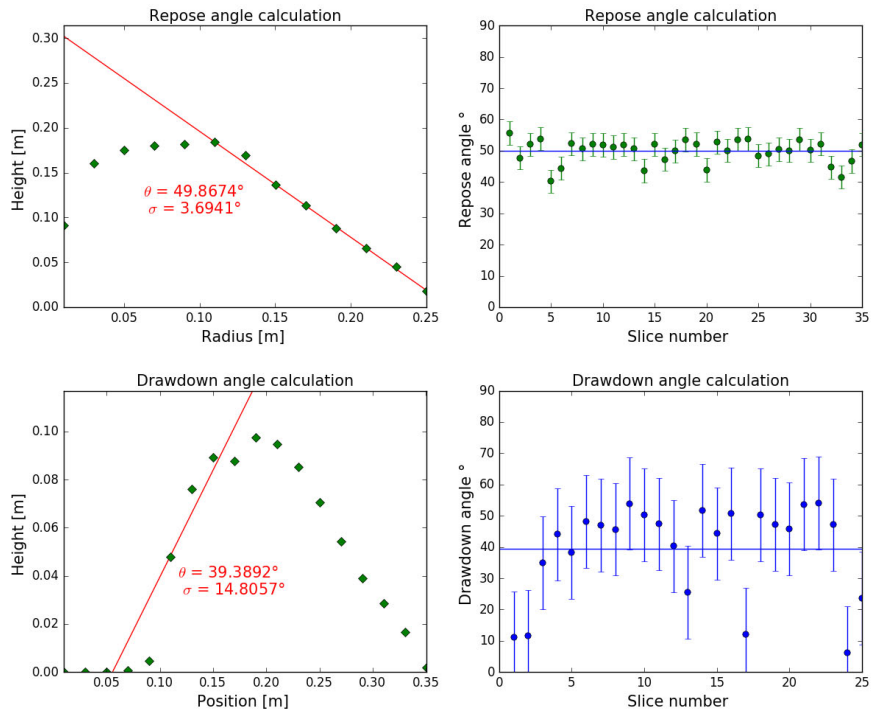 Repose angle calculation
0.30
0.25
0.20
0.15
0.10
0.05
0.00
Height [m]
θ = 49.8674°
σ = 3.6941°
0.05 0.10 0.15 0.20 0.25
Radius [m]
Repose angle calculation
90
80
70
60
50
40
30
20
10
0
Repose angle °
0 5 10 15 20 25 30 35
Slice number
Drawdown angle calculation
0.10
0.08
0.06
0.04
0.02
0.00
Height [m]
θ = 39.3892°
σ = 14.8057°
0.05 0.10 0.15 0.20 0.25 0.30 0.35
Position [m]
Drawdown angle calculation
90
80
70
60
50
40
30
20
10
0
Drawdown angle °
0 5 10 15 20 25
Slice number